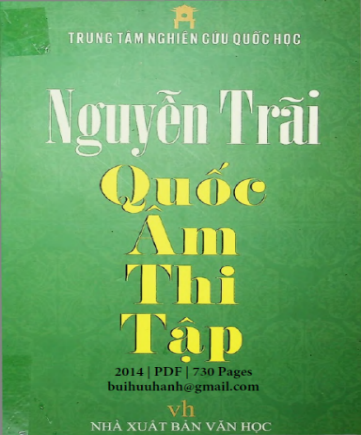 TRUNG TÂM NGHIÊN CỨU QUỐC HỌC
Nguyễn Trãi
Quốc
Âm
Thi
Tập
2014 | PDF | 730 Pages
buihuuhanh@gmail.com
vh
NHÀ XUẤT BẢN VĂN HỌC